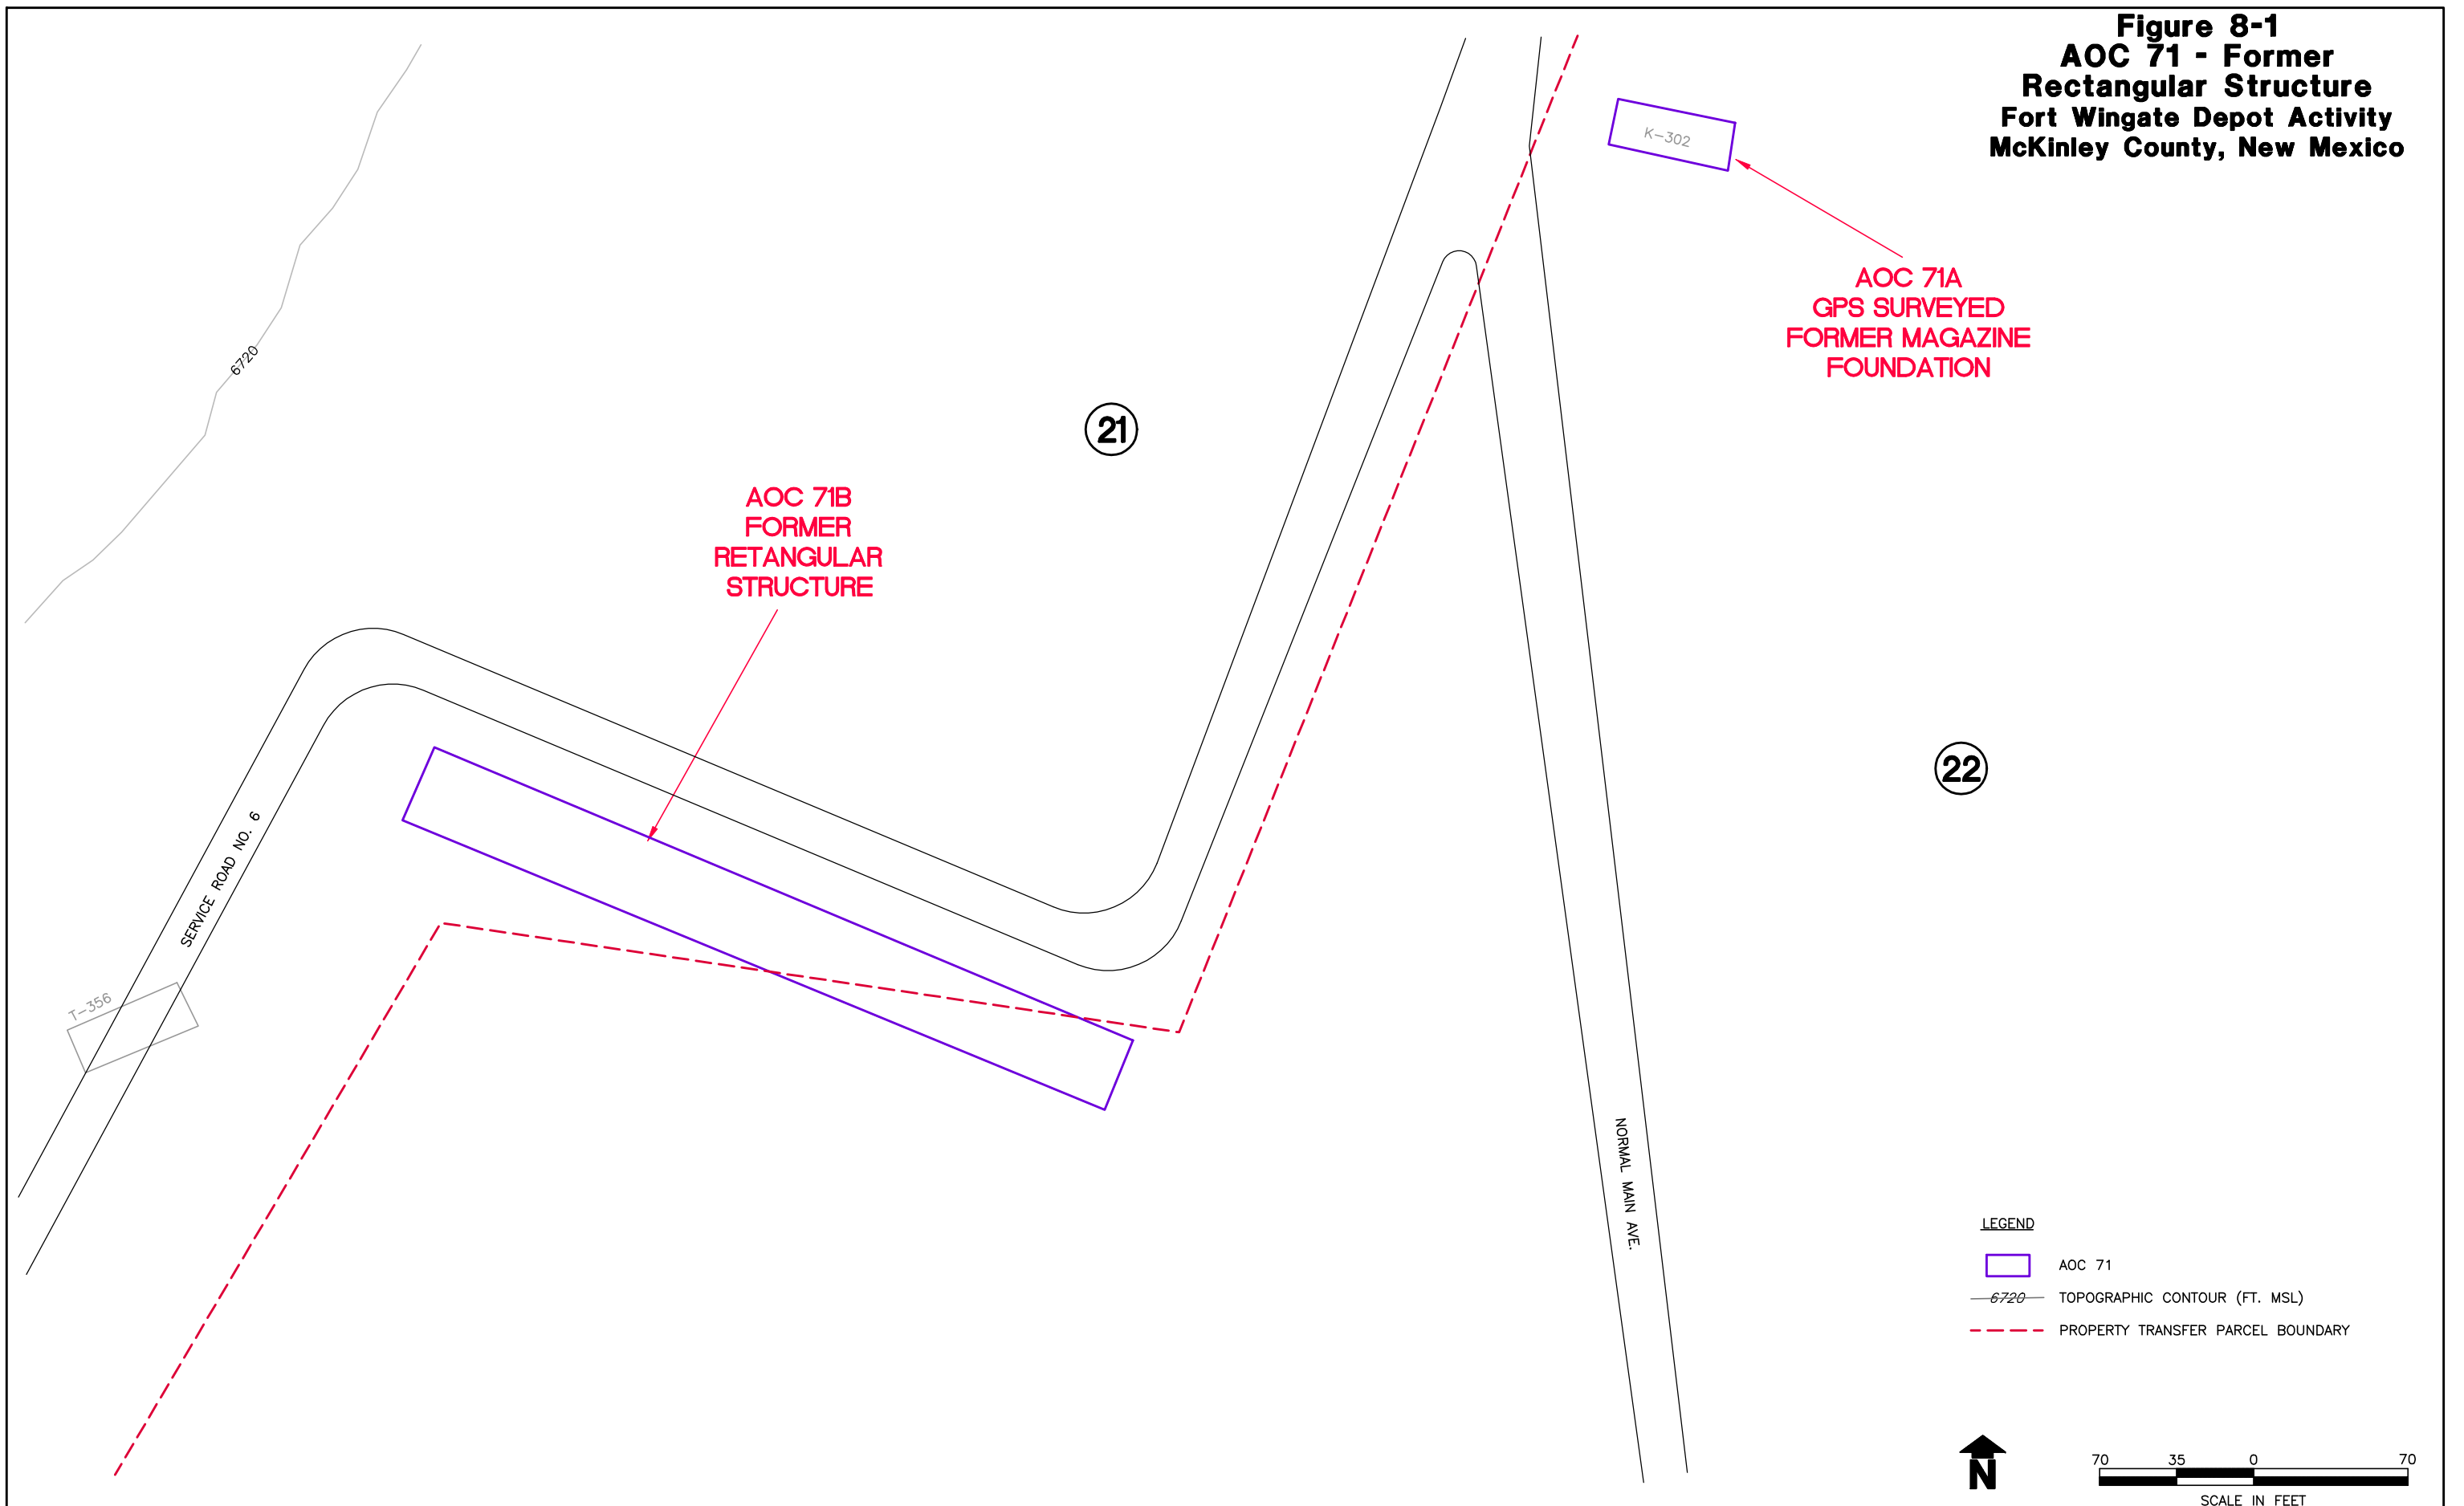 Figure 8-1
AOC 71 - Former
Rectangular Structure
Fort Wingate Depot Activity
McKinley County, New Mexico
K-302
AOC 71A
GPS SURVEYED
FORMER MAGAZINE
FOUNDATION
6720
21
AOC 71B
FORMER
RETANGULAR
STRUCTURE
22
SERVICE ROAD NO. 6
T-356
NORMAL MAIN AVE.
LEGEND
AOC 71
6720 TOPOGRAPHIC CONTOUR (FT. MSL)
PROPERTY TRANSFER PARCEL BOUNDARY
N
70 35 0 70
SCALE IN FEET